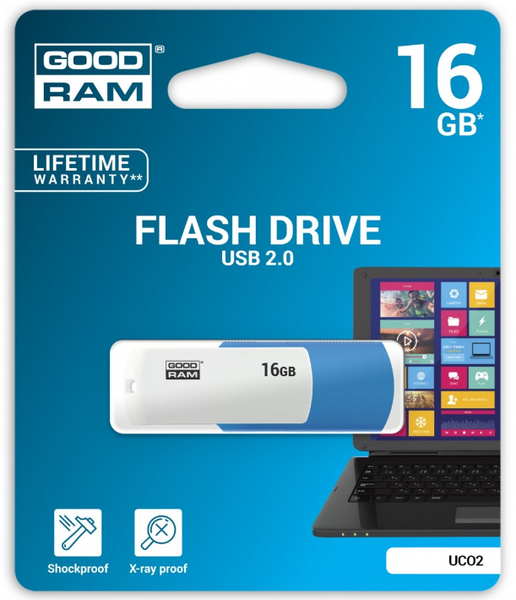 GOOD
RAM®
16
GB*
LIFETIME
WARRANTY**
FLASH DRIVE
USB 2.0
GOOD
RAM®
16GB
Shockproof
X-ray proof
UCO2